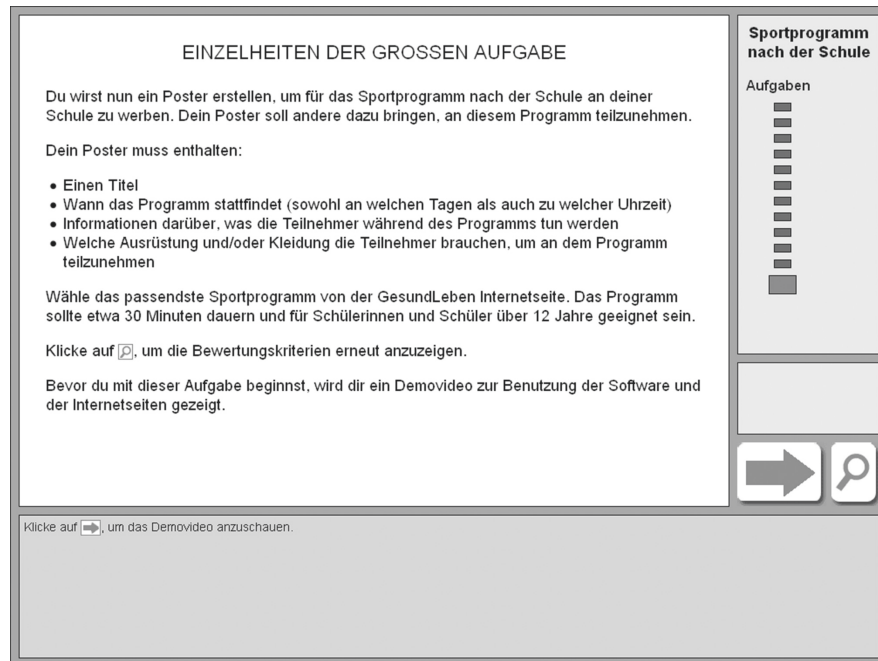 EINZELHEITEN DER GROSSEN AUFGABE
Du wirst nun ein Poster erstellen, um für das Sportprogramm nach der Schule an deiner
Schule zu werben. Dein Poster soll andere dazu bringen, an diesem Programm teilzunehmen.
Dein Poster muss enthalten:
• Einen Titel
• Wann das Programm stattfindet (sowohl an welchen Tagen als auch zu welcher Uhrzeit)
• Informationen darüber, was die Teilnehmer während des Programms tun werden
• Welche Ausrüstung und/oder Kleidung die Teilnehmer brauchen, um an dem Programm
teilzunehmen
Wähle das passendste Sportprogramm von der GesundLeben Internetseite. Das Programm
sollte etwa 30 Minuten dauern und für Schülerinnen und Schüler über 12 Jahre geeignet sein.
Klicke auf , um die Bewertungskriterien erneut anzuzeigen.
Bevor du mit dieser Aufgabe beginnst, wird dir ein Demovideo zur Benutzung der Software und
der Internetseiten gezeigt.
Sportprogramm
nach der Schule
Aufgaben
Klicke auf , um das Demovideo anzuschauen.